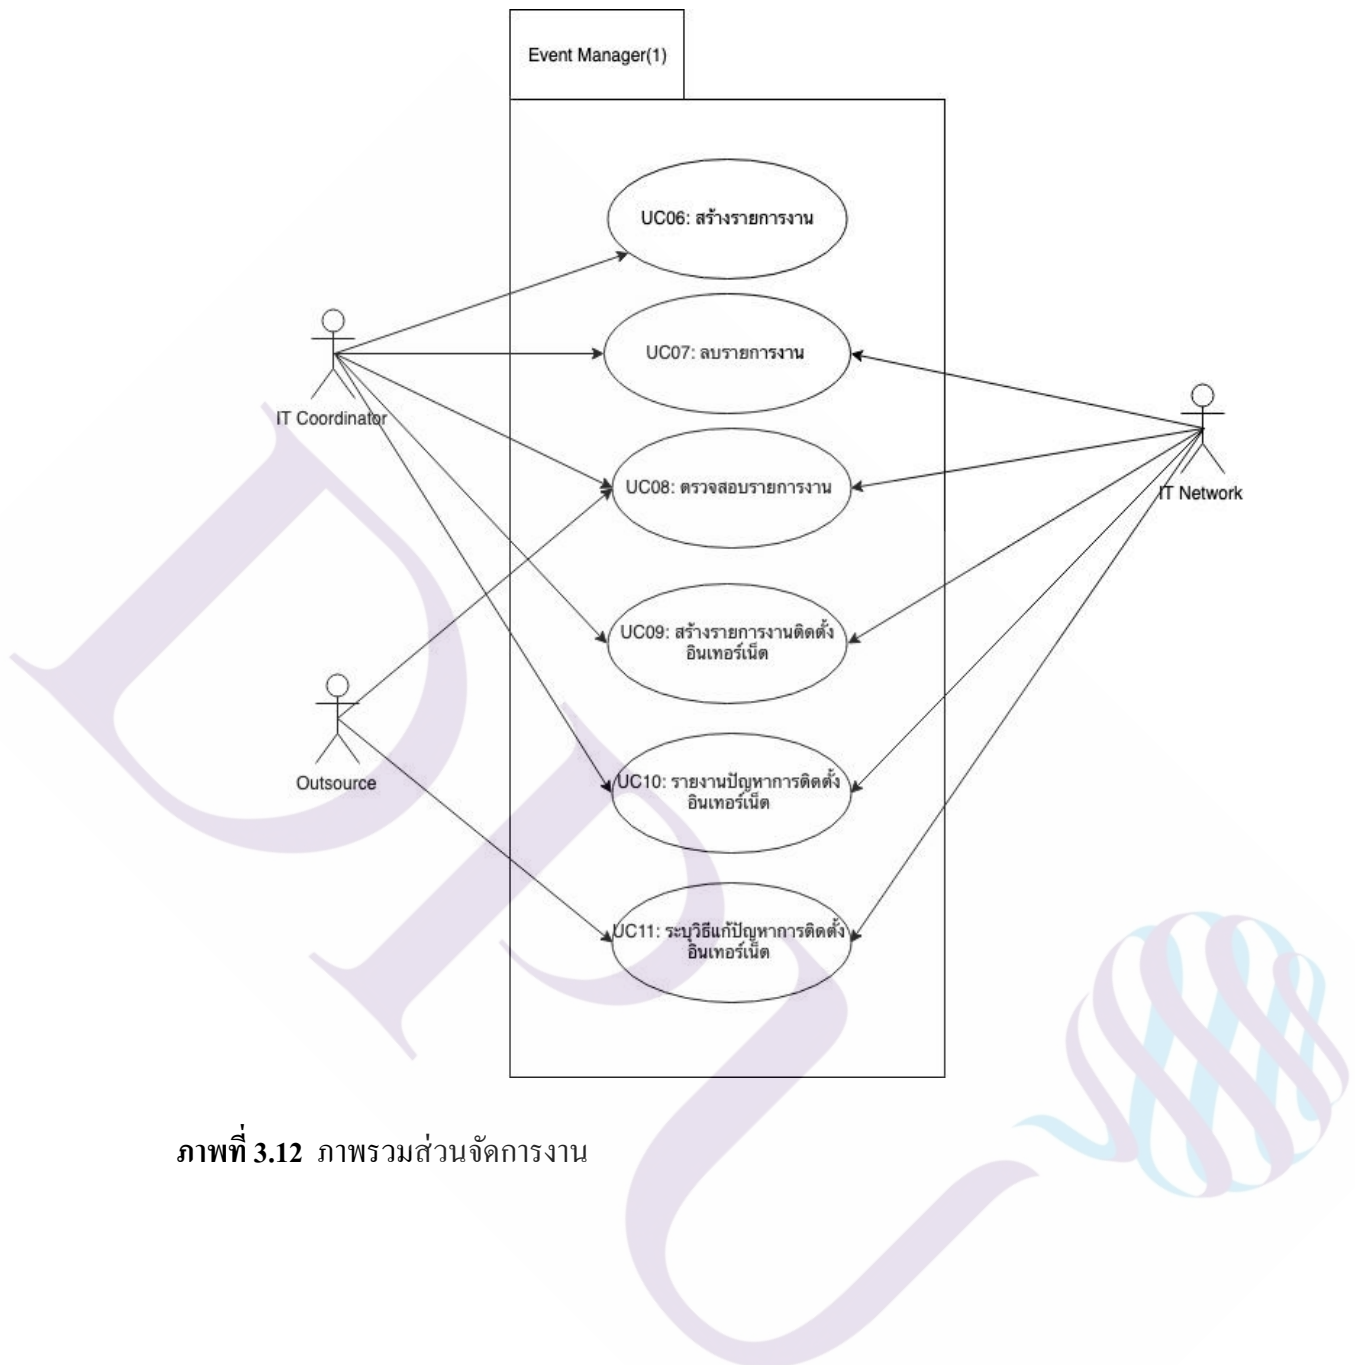 Event Manager(1)
UC06: สร้างรายการงาน
UC07: ลบรายการงาน
IT Coordinator
UC08: ตรวจสอบรายการงาน
IT Network
UC09: สร้างรายการงานติดตั้ง
อินเทอร์เน็ต
Outsource
UC10: รายงานปัญหาการติดตั้ง
อินเทอร์เน็ต
UC11: ระบุวิธีแก้ปัญหาการติดตั้ง
อินเทอร์เน็ต
ภาพที่ 3.12 ภาพรวมส่วนจัดการงาน
DPU